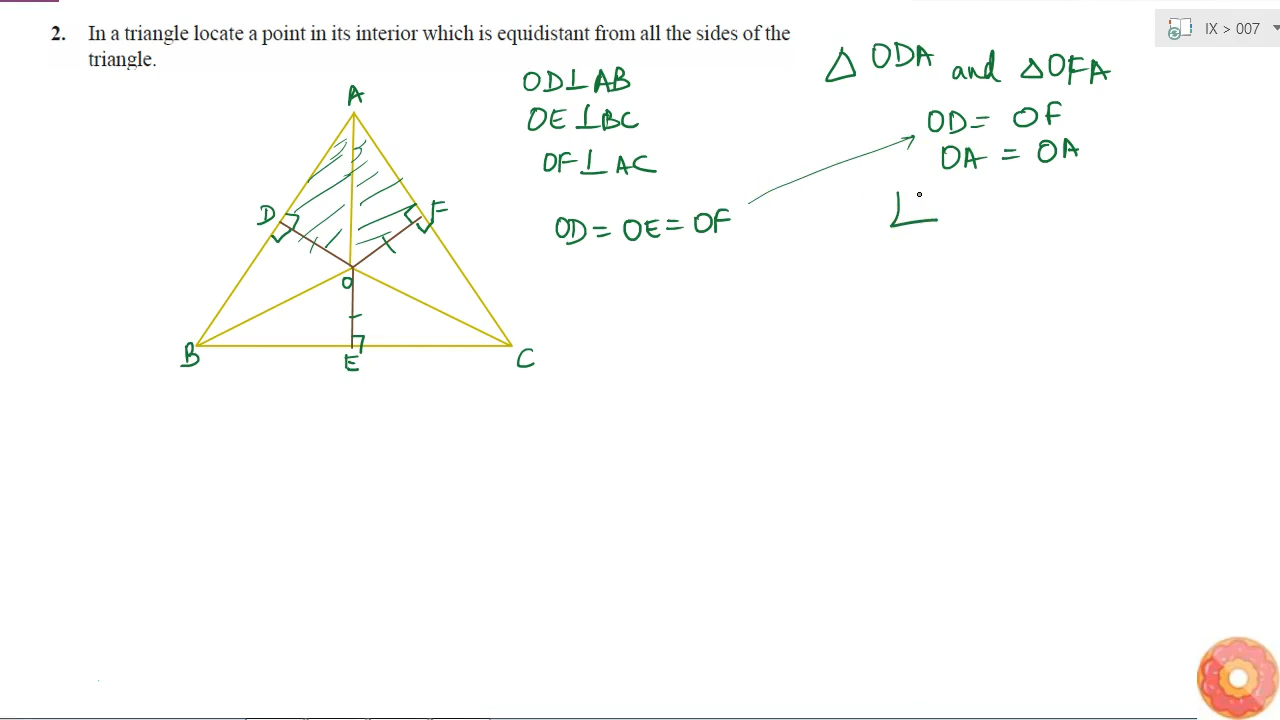 2. In a triangle locate a point in its interior which is equidistant from all the sides of the
triangle.
IX > 007
△ ODA and △OFA
OD⊥AB
OE⊥BC
OF⊥AC
OD = OE = OF
OD = OF
OA = OA
∟
A
D
F
O
B
E
C